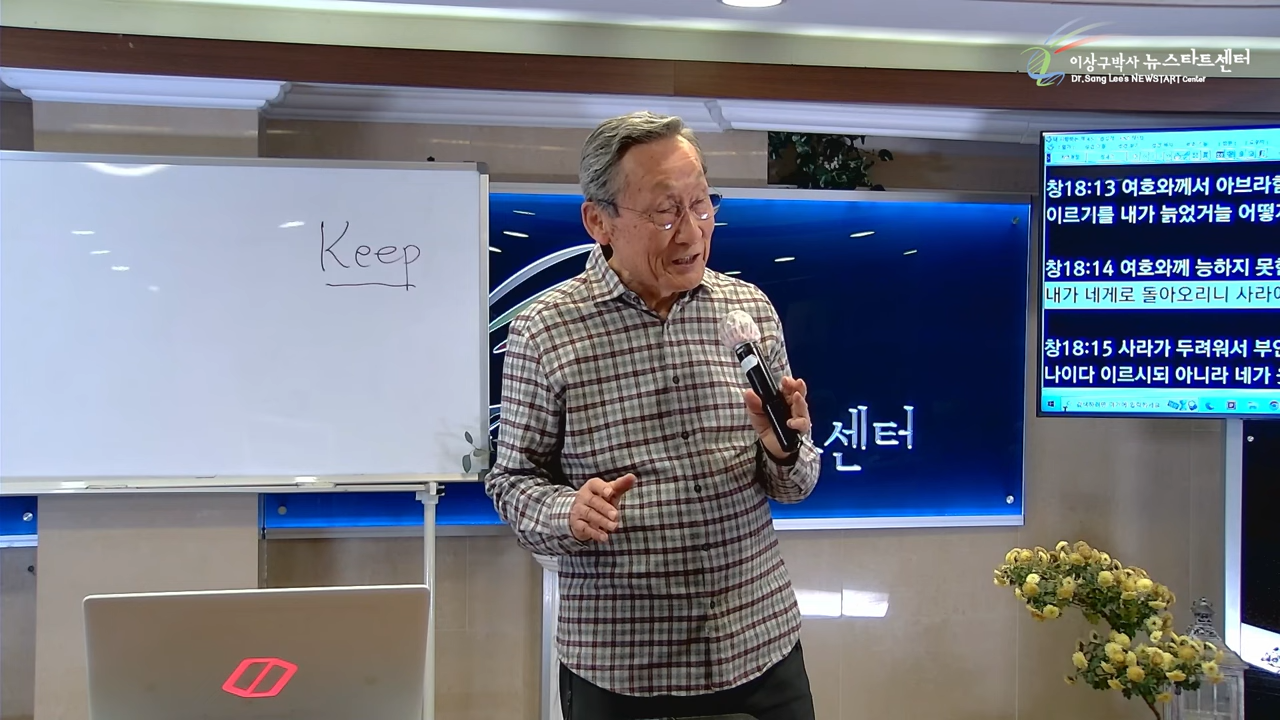 이상구박사 뉴스타트센터
Dr.Sang Lee's NEWSTART Center
Keep
창18:13 여호와께서 아브라함
이르기를 내가 늙었거늘 어떻게
창18:14 여호와께 능하지 못한
내가 네게로 돌아오리니 사라에
창18:15 사라가 두려워서 부인
나이다 이르시되 아니라 네가
센터